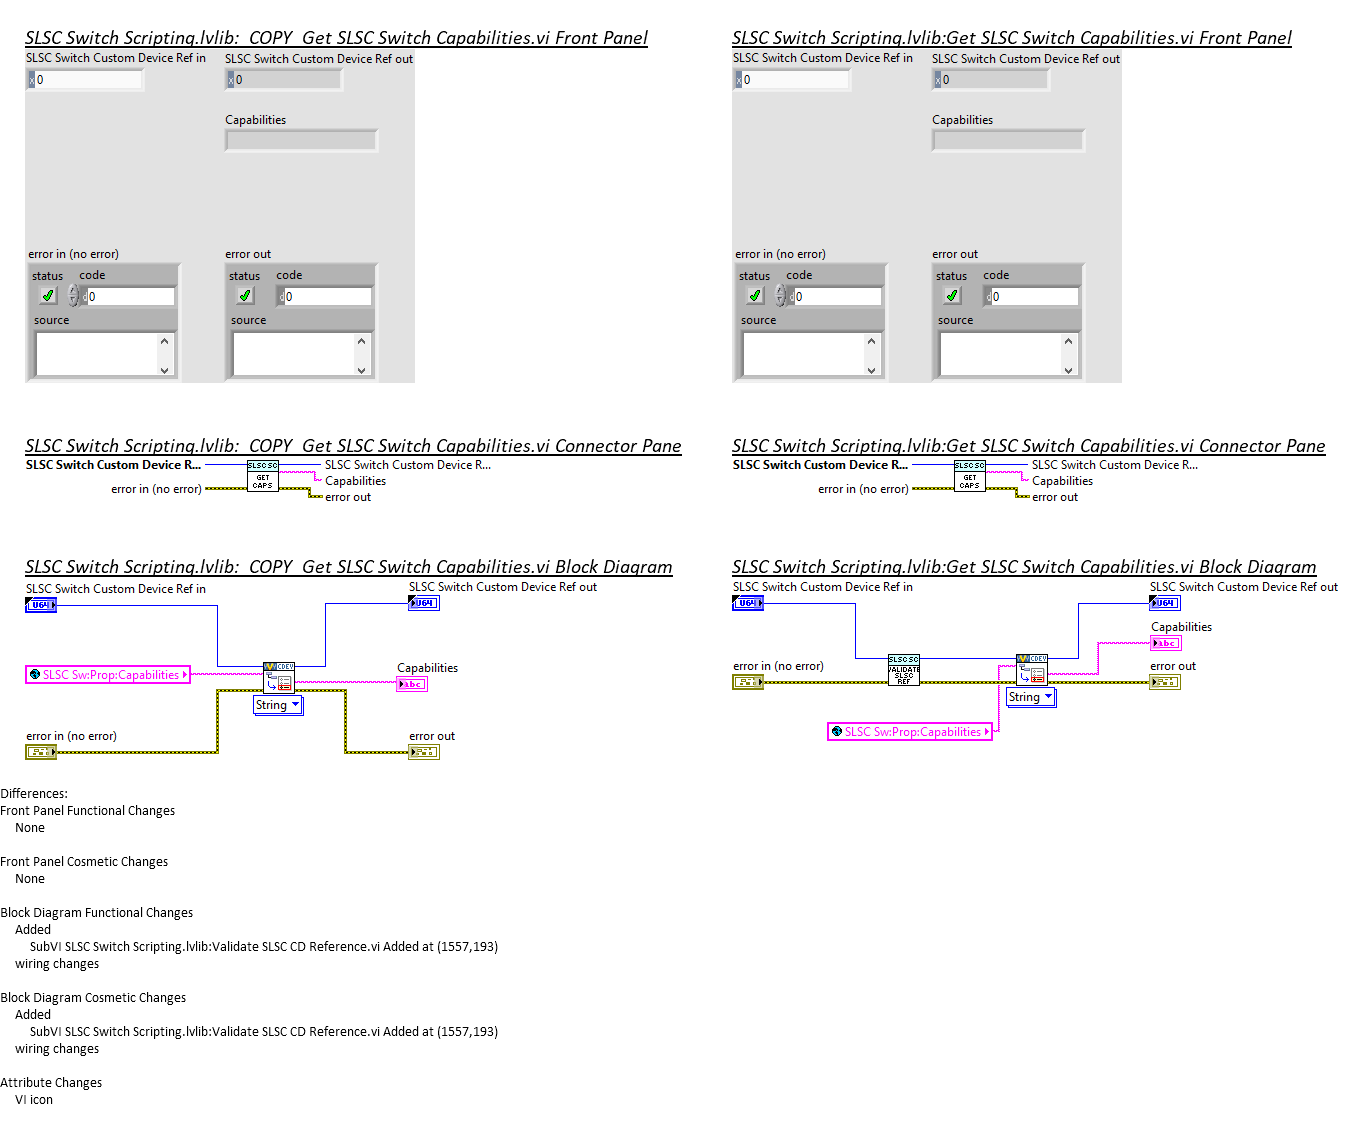 SLSC Switch Scripting.lvlib:_COPY_Get SLSC Switch Capabilities.vi Front Panel
SLSC Switch Custom Device Ref in
SLSC Switch Custom Device Ref out
x 0
x 0
Capabilities
error in (no error)
error out
status
code
status
code
d 0
d 0
source
source
SLSC Switch Scripting.lvlib:Get SLSC Switch Capabilities.vi Front Panel
SLSC Switch Custom Device Ref in
SLSC Switch Custom Device Ref out
x 0
x 0
Capabilities
error in (no error)
error out
status
code
status
code
d 0
d 0
source
source
SLSC Switch Scripting.lvlib:_COPY_Get SLSC Switch Capabilities.vi Connector Pane
SLSC Switch Custom Device R...
SLSC SC
GET
CAPS
SLSC Switch Custom Device R...
Capabilities
error in (no error)
error out
SLSC Switch Scripting.lvlib:Get SLSC Switch Capabilities.vi Connector Pane
SLSC Switch Custom Device R...
SLSC SC
GET
CAPS
SLSC Switch Custom Device R...
Capabilities
error in (no error)
error out
SLSC Switch Scripting.lvlib:_COPY_Get SLSC Switch Capabilities.vi Block Diagram
SLSC Switch Custom Device Ref in
SLSC Switch Custom Device Ref out
U64
U64
CDEV
SLSC Sw:Prop:Capabilities
Capabilities
abc
String
error in (no error)
error out
SLSC Switch Scripting.lvlib:Get SLSC Switch Capabilities.vi Block Diagram
SLSC Switch Custom Device Ref in
SLSC Switch Custom Device Ref out
U64
U64
Capabilities
abc
error in (no error)
SLSC SC
VALIDATE
SLSC
REF
CDEV
error out
String
SLSC Sw:Prop:Capabilities
Differences:
Front Panel Functional Changes
None
Front Panel Cosmetic Changes
None
Block Diagram Functional Changes
Added
SubVI SLSC Switch Scripting.lvlib:Validate SLSC CD Reference.vi Added at (1557,193)
wiring changes
Block Diagram Cosmetic Changes
Added
SubVI SLSC Switch Scripting.lvlib:Validate SLSC CD Reference.vi Added at (1557,193)
wiring changes
Attribute Changes
VI icon